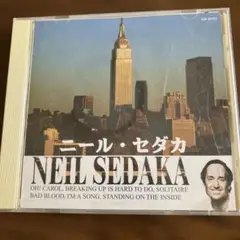 ニール・セダカ
NEIL SEDAKA
OH! CAROL, BREAKING UP IS HARD TO DO, SOLITAIRE
BAD BLOOD, I'M A SONG, STANDING ON THE INSIDE